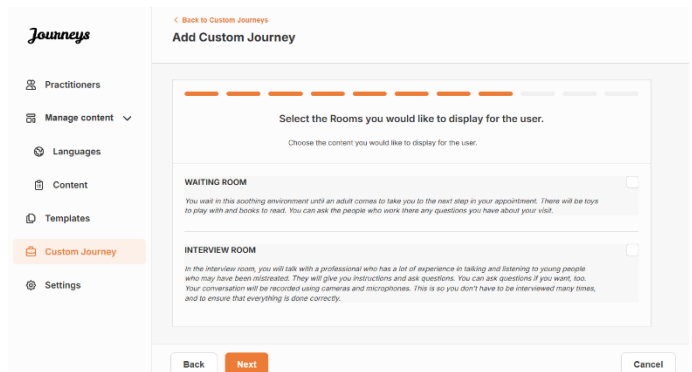 Journeys
< Back to Custom Journeys
Add Custom Journey
Practitioners
Manage content
Languages
Content
Templates
Custom Journey
Settings
Select the Rooms you would like to display for the user.
Choose the content you would like to display for the user.
WAITING ROOM
You wait in this soothing environment until an adult comes to take you to the next step in your appointment. There will be toys
to play with and books to read. You can ask the people who work there any questions you have about your visit.
INTERVIEW ROOM
In the interview room, you will talk with a professional who has a lot of experience in talking and listening to young people
who may have been mistreated. They will give you instructions and ask questions. You can ask questions if you want, too.
Your conversation will be recorded using cameras and microphones. This is so you don't have to be interviewed many times,
and to ensure that everything is done correctly.
Back
Next
Cancel